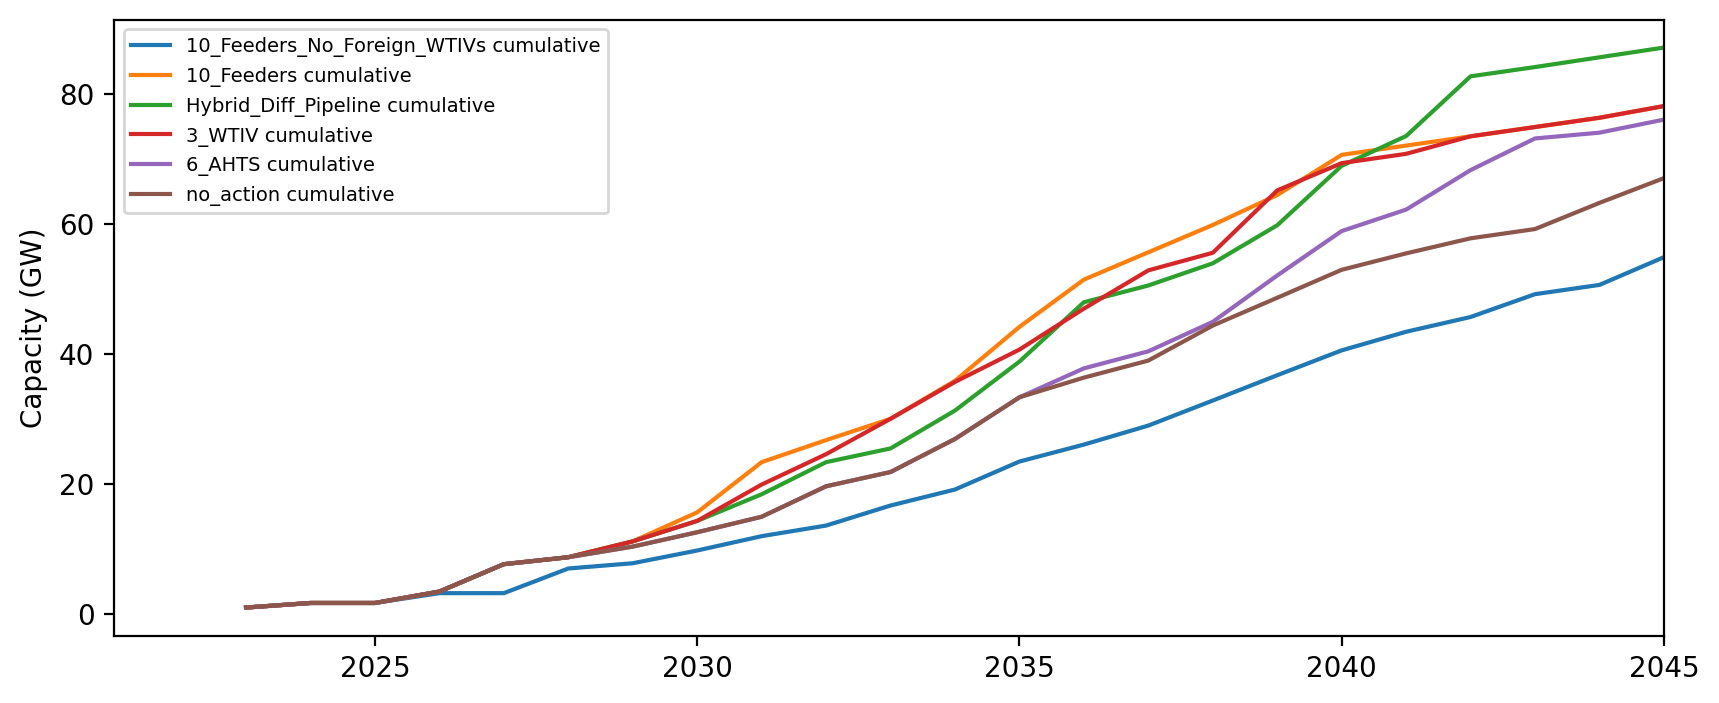 10_Feeders_No_Foreign_WTIVs cumulative
10_Feeders cumulative
Hybrid_Diff_Pipeline cumulative
3_WTIV cumulative
6_AHTS cumulative
no_action cumulative
Capacity (GW)
80
60
40
20
0
2025 2030 2035 2040 2045